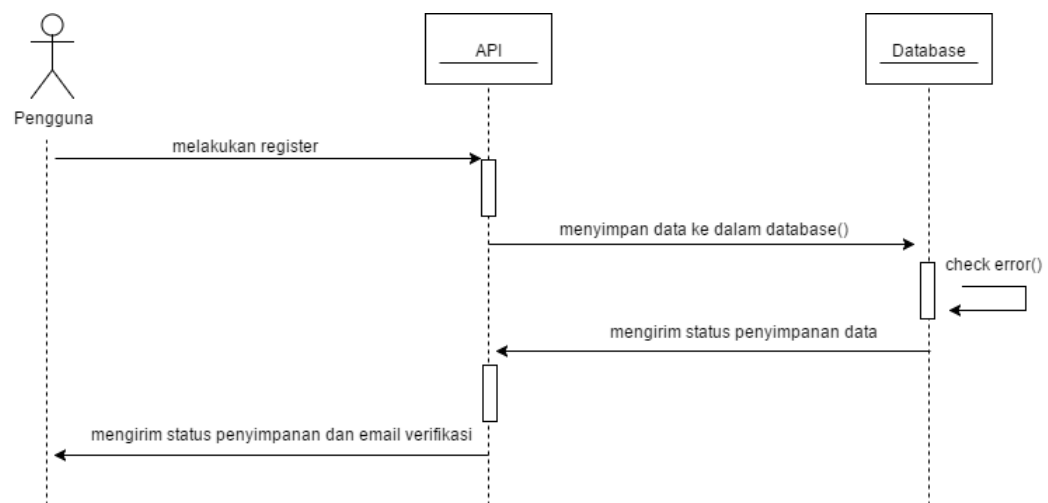 API
Database
Pengguna
melakukan register
menyimpan data ke dalam database()
check error()
mengirim status penyimpanan data
mengirim status penyimpanan dan email verifikasi